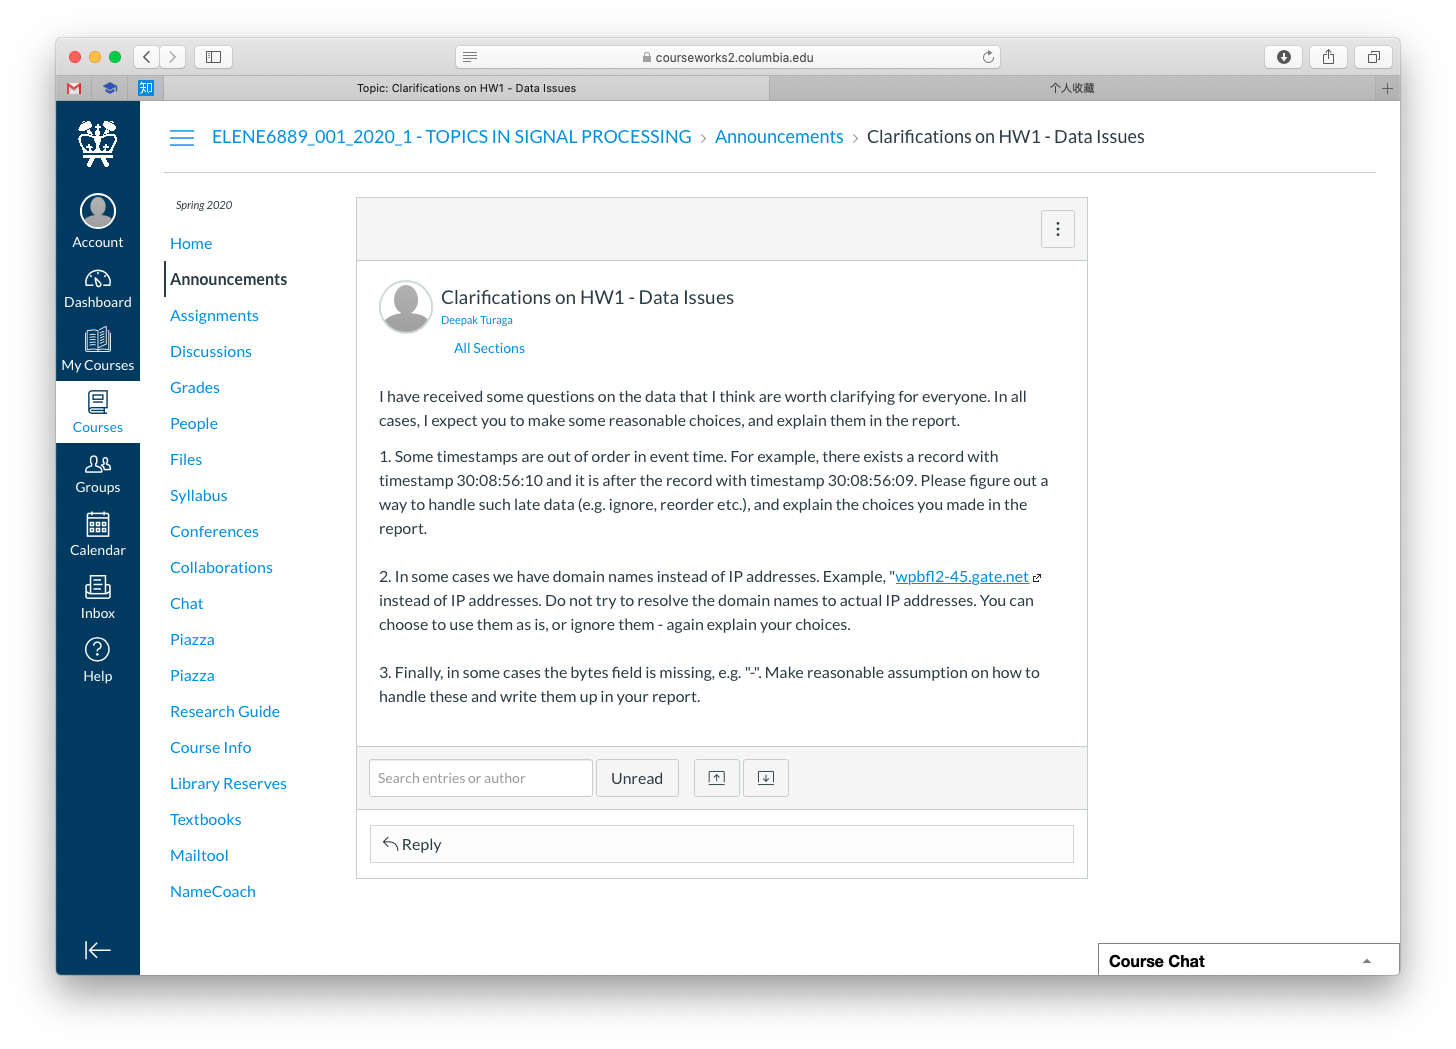 courseworks2.columbia.edu
知
Topic: Clarifications on HW1 - Data Issues
个人收藏
ELENE6889_001_2020_1 - TOPICS IN SIGNAL PROCESSING > Announcements > Clarifications on HW1 - Data Issues
Account
Dashboard
My Courses
Courses
Groups
Calendar
Inbox
Help
Spring 2020
Home
Announcements
Assignments
Discussions
Grades
People
Files
Syllabus
Conferences
Collaborations
Chat
Piazza
Piazza
Research Guide
Course Info
Library Reserves
Textbooks
Mailtool
NameCoach
Clarifications on HW1 - Data Issues
Deepak Turaga
All Sections
I have received some questions on the data that I think are worth clarifying for everyone. In all
cases, I expect you to make some reasonable choices, and explain them in the report.
1. Some timestamps are out of order in event time. For example, there exists a record with
timestamp 30:08:56:10 and it is after the record with timestamp 30:08:56:09. Please figure out a
way to handle such late data (e.g. ignore, reorder etc.), and explain the choices you made in the
report.
2. In some cases we have domain names instead of IP addresses. Example, "wpbfl2-45.gate.net
instead of IP addresses. Do not try to resolve the domain names to actual IP addresses. You can
choose to use them as is, or ignore them - again explain your choices.
3. Finally, in some cases the bytes field is missing, e.g. "-". Make reasonable assumption on how to
handle these and write them up in your report.
Search entries or author
Unread
Reply
Course Chat